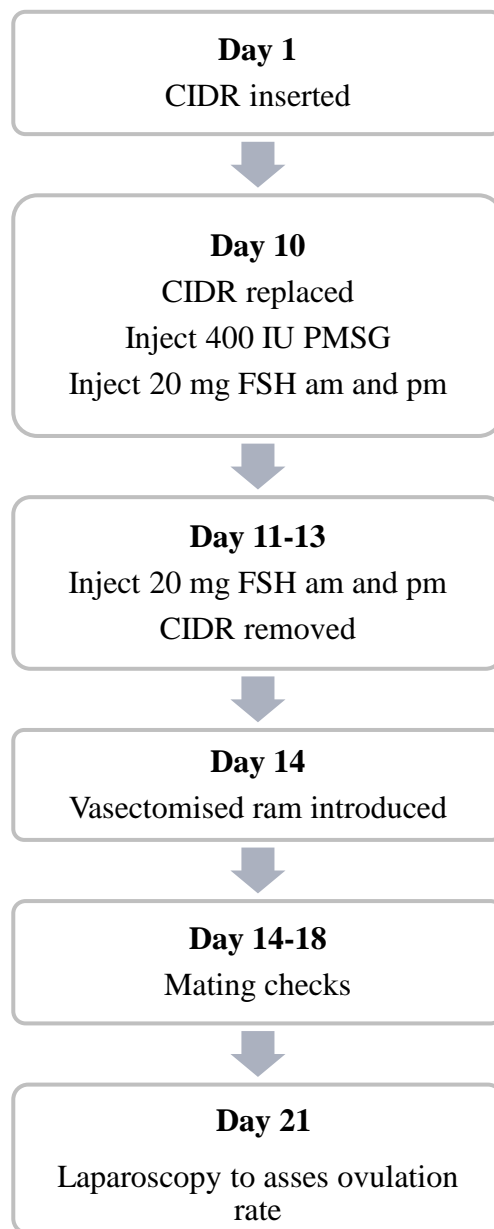 Day 1
CIDR inserted
Day 10
CIDR replaced
Inject 400 IU PMSG
Inject 20 mg FSH am and pm
Day 11-13
Inject 20 mg FSH am and pm
CIDR removed
Day 14
Vasectomised ram introduced
Day 14-18
Mating checks
Day 21
Laparoscopy to asses ovulation
rate